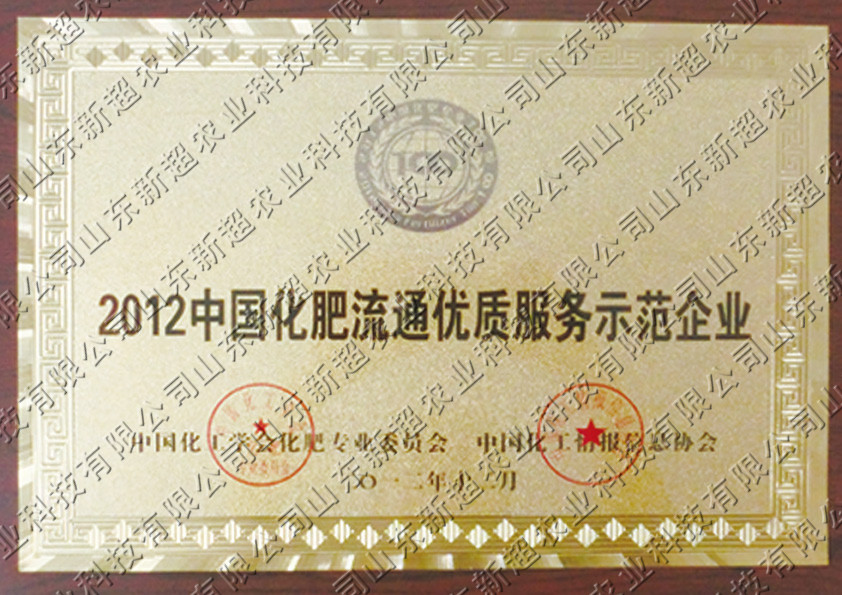 2012中国化肥流通优质服务示范企业
中国化工学会化肥专业委员会 中国化工情报信息协会
二〇一二年十二月
山东新超农业科技有限公司